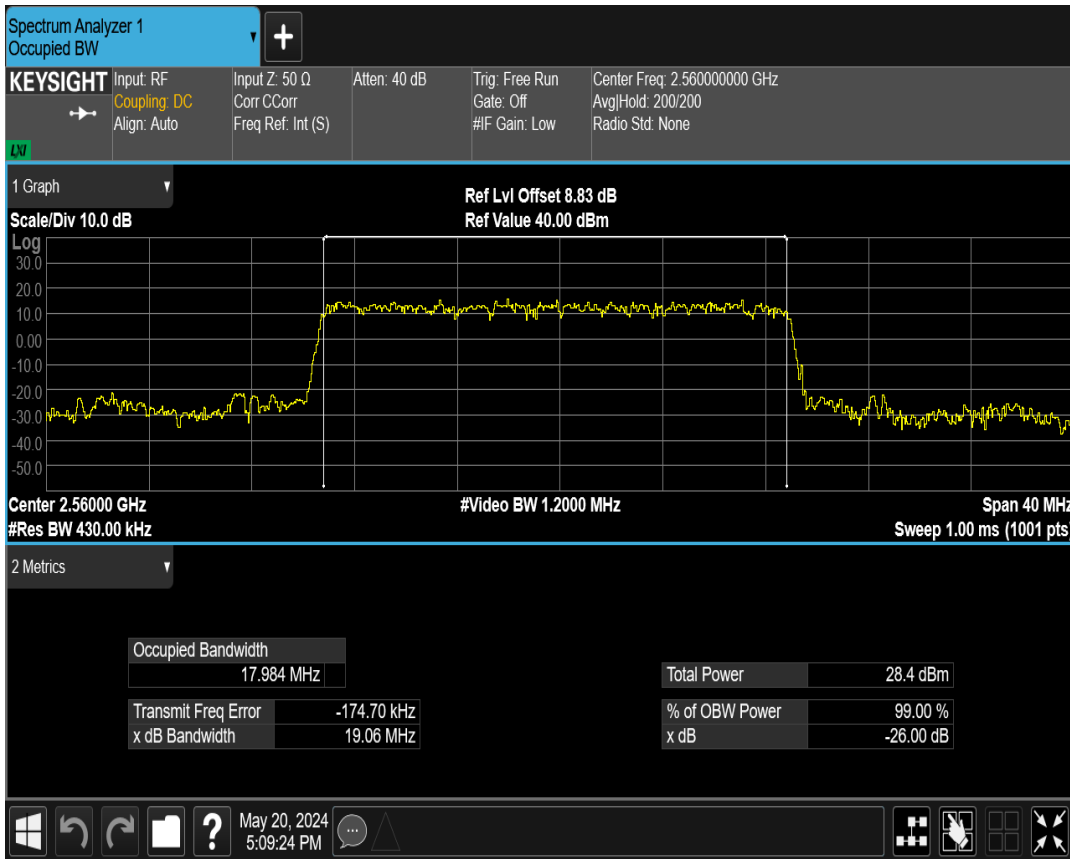 Spectrum Analyzer 1
Occupied BW
+
KEYSIGHT
LXI
Input: RF
Coupling: DC
Align: Auto
Input Z: 50 Ω
Corr CCorr
Freq Ref: Int (S)
Atten: 40 dB
Trig: Free Run
Gate: Off
#IF Gain: Low
Center Freq: 2.560000000 GHz
Avg|Hold: 200/200
Radio Std: None
1 Graph
Scale/Div 10.0 dB
Ref Lvl Offset 8.83 dB
Ref Value 40.00 dBm
Log
30.0
20.0
10.0
0.00
-10.0
-20.0
-30.0
-40.0
-50.0
Center 2.56000 GHz
#Video BW 1.2000 MHz
Span 40 MHz
#Res BW 430.00 kHz
Sweep 1.00 ms (1001 pts)
2 Metrics
Occupied Bandwidth
17.984 MHz
Transmit Freq Error -174.70 kHz
x dB Bandwidth 19.06 MHz
Total Power 28.4 dBm
% of OBW Power 99.00 %
x dB -26.00 dB
?
May 20, 2024
5:09:24 PM